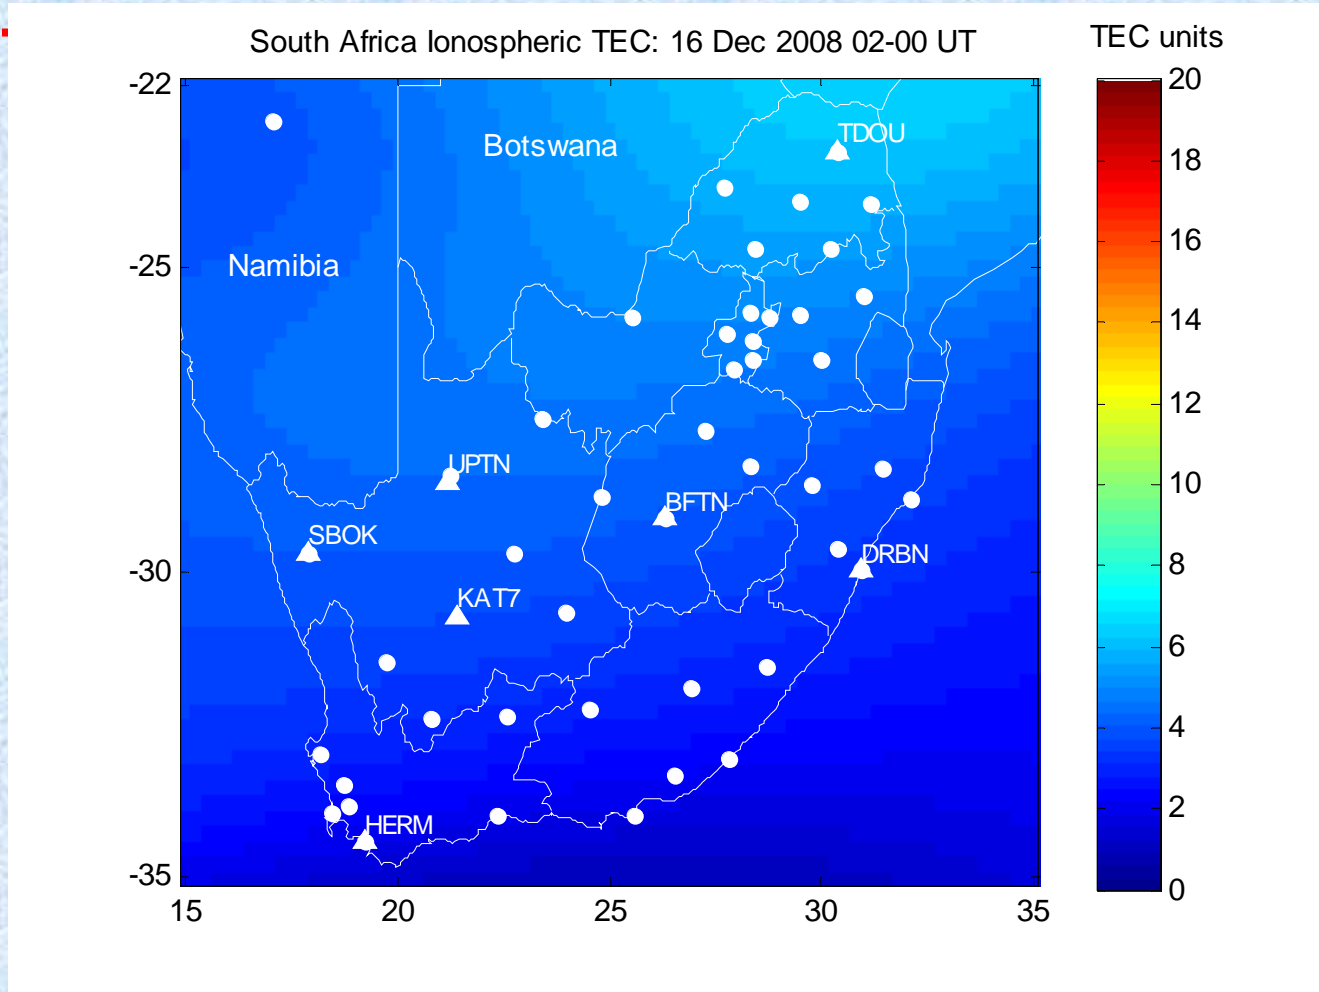 South Africa Ionospheric TEC: 16 Dec 2008 02-00 UT
TEC units
-22
-25
-30
-35
15
20
25
30
35
Botswana
TDOU
Namibia
UPTN
BFTN
SBOK
DRBN
KAT7
HERM
20
18
16
14
12
10
8
6
4
2
0